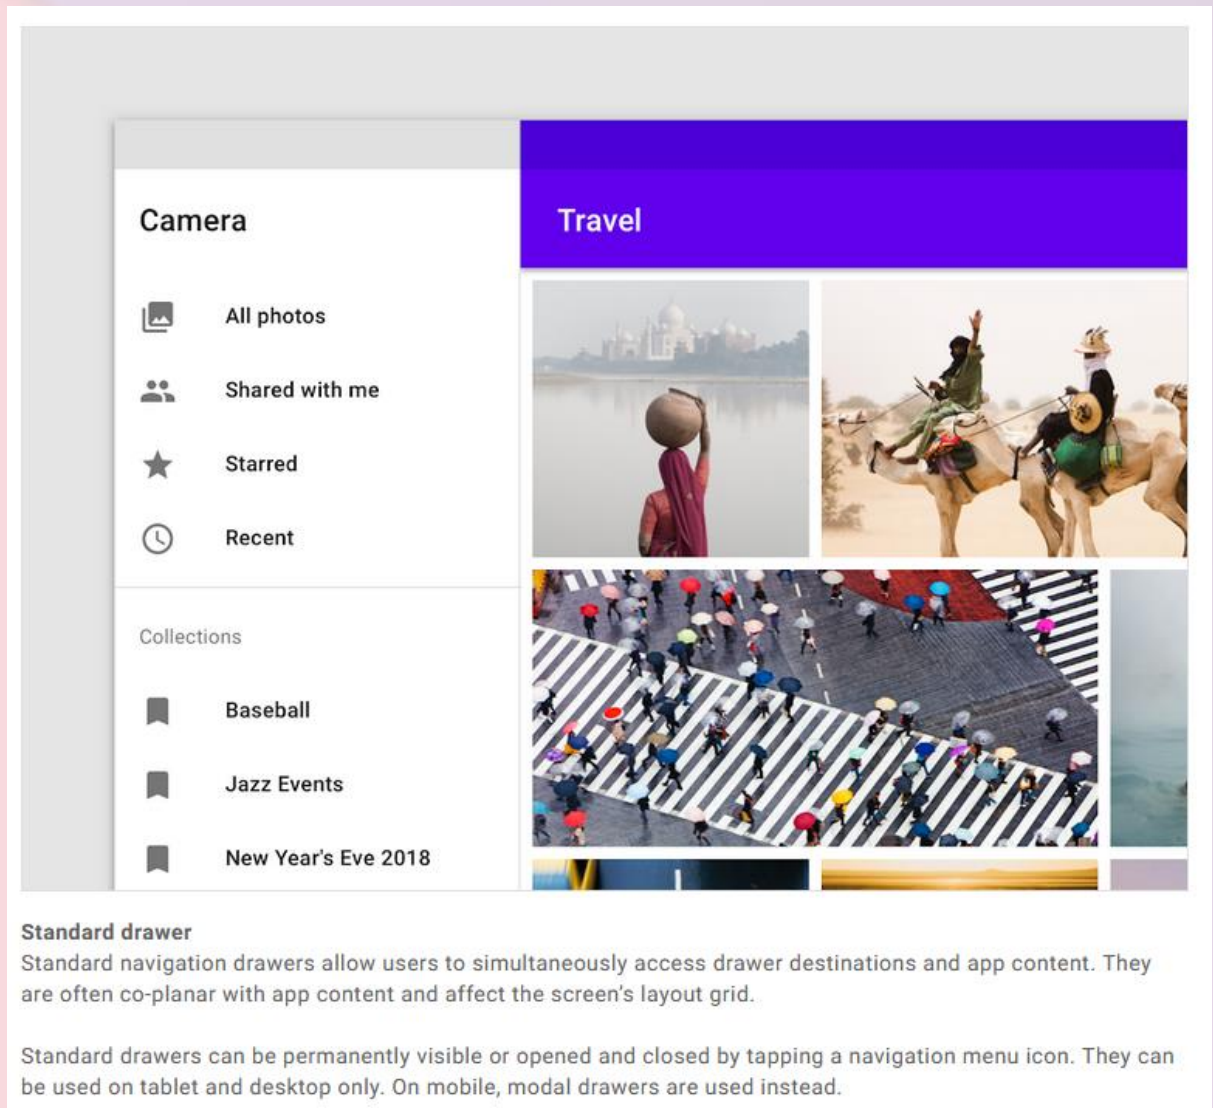 Camera
Travel
All photos
Shared with me
Starred
Recent
Collections
Baseball
Jazz Events
New Year's Eve 2018
Standard drawer
Standard navigation drawers allow users to simultaneously access drawer destinations and app content. They
are often co-planar with app content and affect the screen’s layout grid.
Standard drawers can be permanently visible or opened and closed by tapping a navigation menu icon. They can
be used on tablet and desktop only. On mobile, modal drawers are used instead.